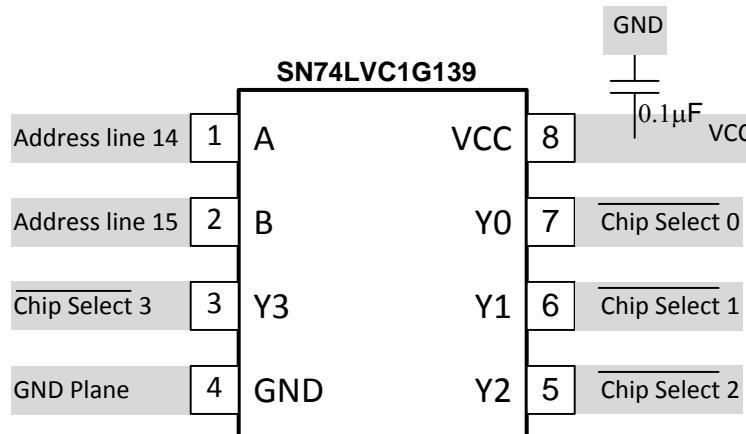 GND
SN74LVC1G139
0.1µF
Address line 14 1 A VCC 8 VCC
Address line 15 2 B Y0 7 Chip Select 0
Chip Select 3 3 Y3 Y1 6 Chip Select 1
GND Plane 4 GND Y2 5 Chip Select 2